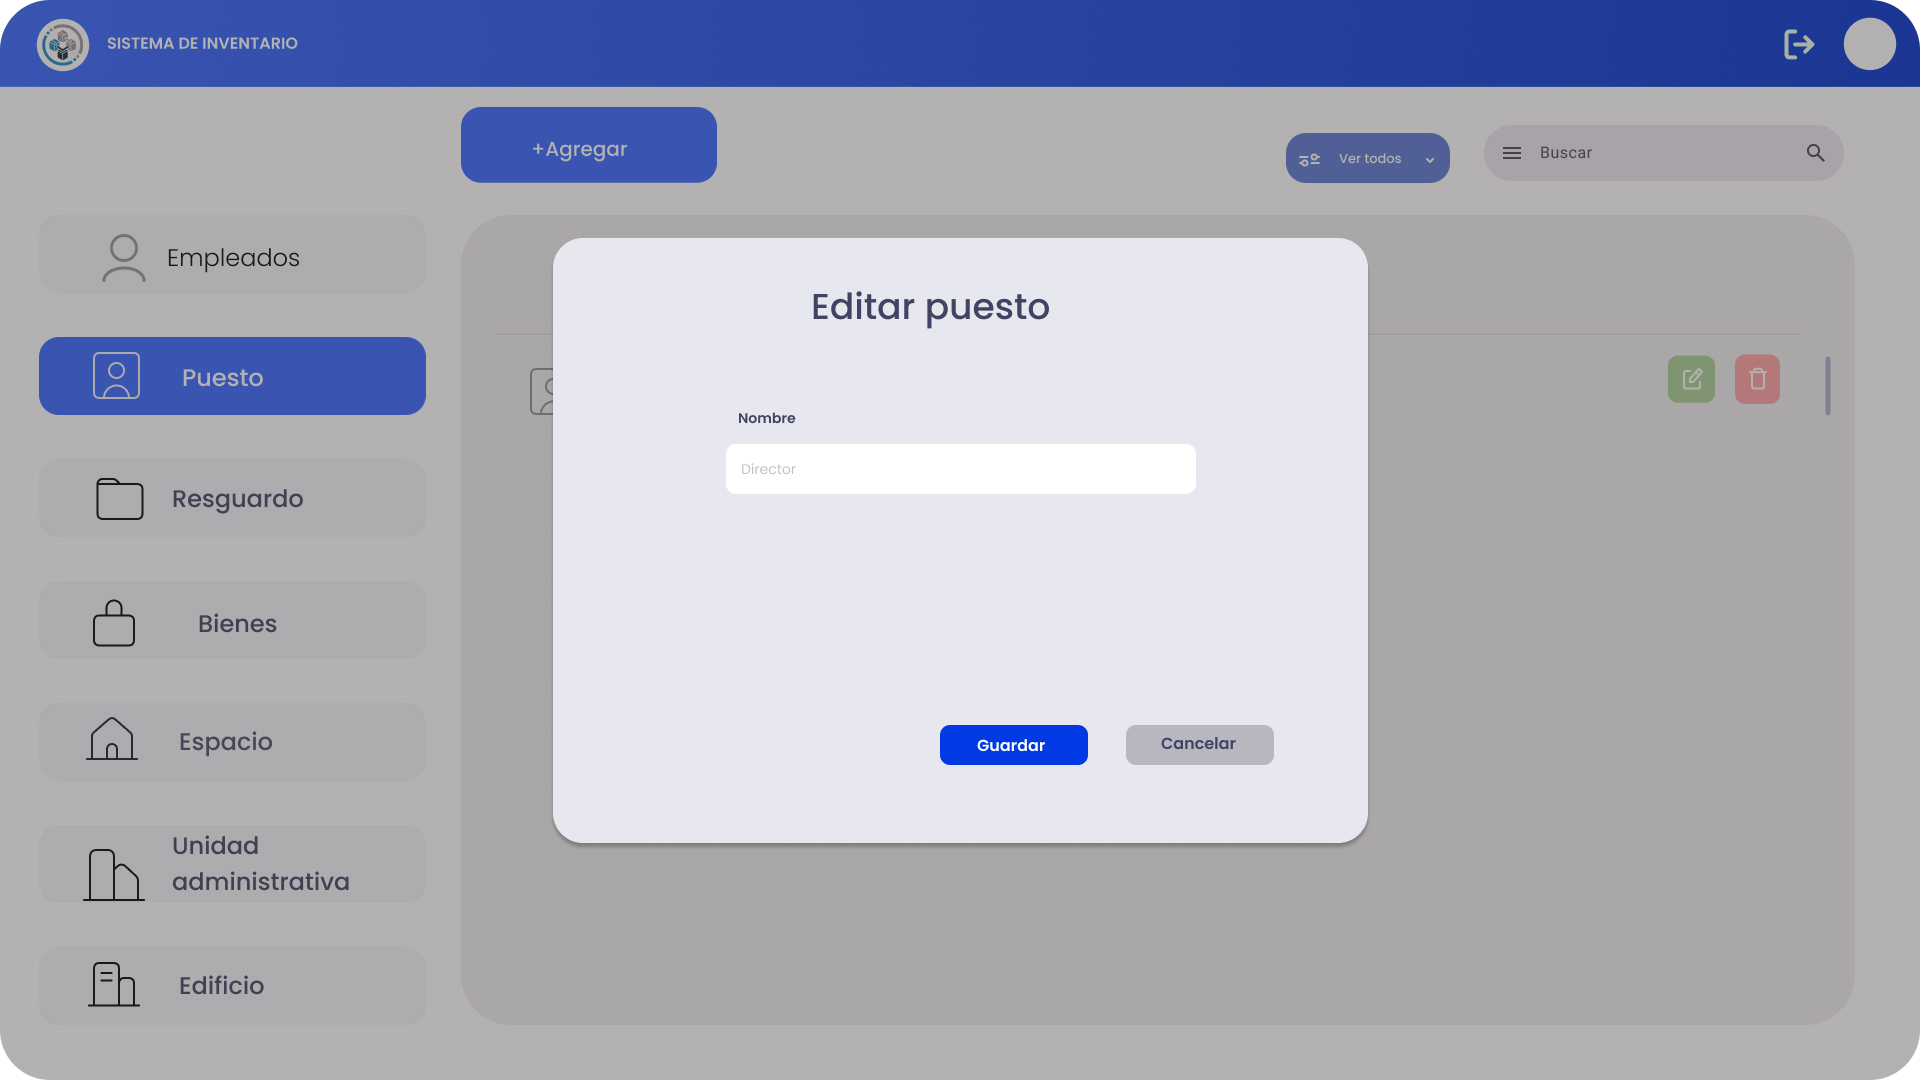 SISTEMA DE INVENTARIO
+Agregar
Ver todos
Buscar
Empleados
Puesto
Resguardo
Bienes
Espacio
Unidad
administrativa
Edificio
Editar puesto
Nombre
Director
Guardar
Cancelar